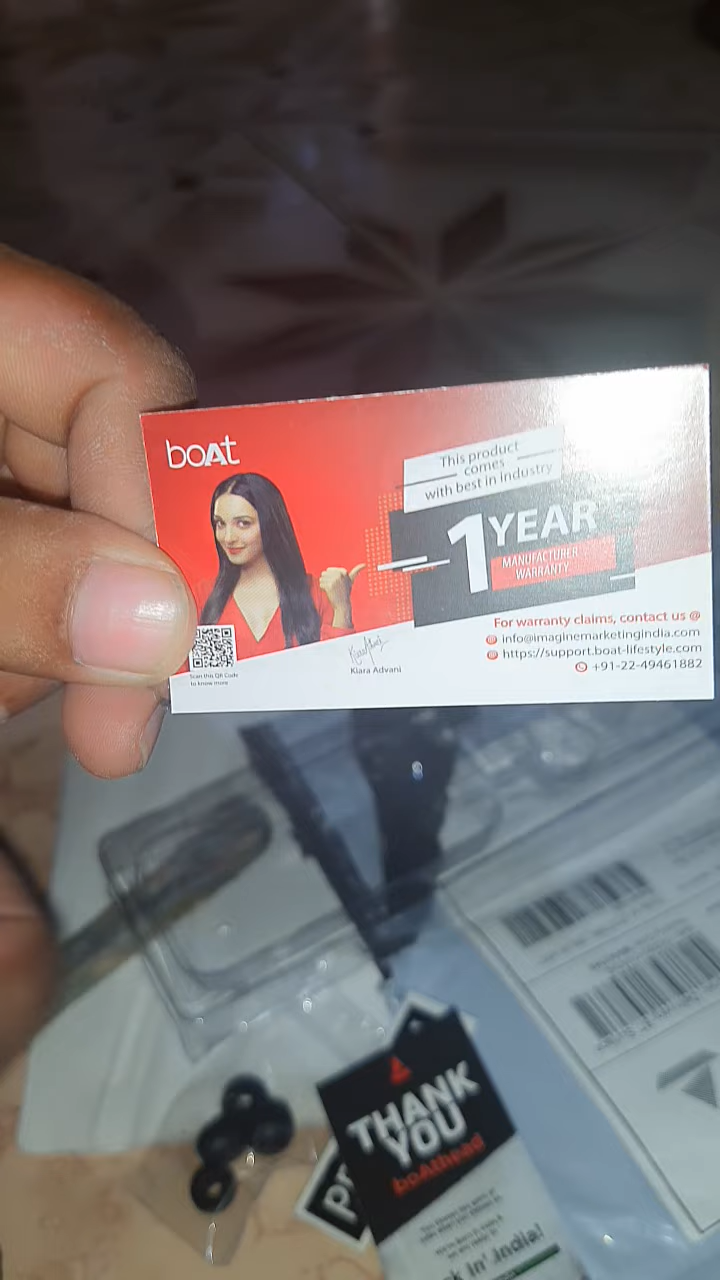 boAt
This product
comes
with best in industry
1 YEAR
MANUFACTURER
WARRANTY
For warranty claims, contact us @
info@imaginemarketingindia.com
https://support.boat-lifestyle.com
+91-22-49461882
Scan this QR Code
to know more
Kiara Advani
THANK
YOU
boAthead